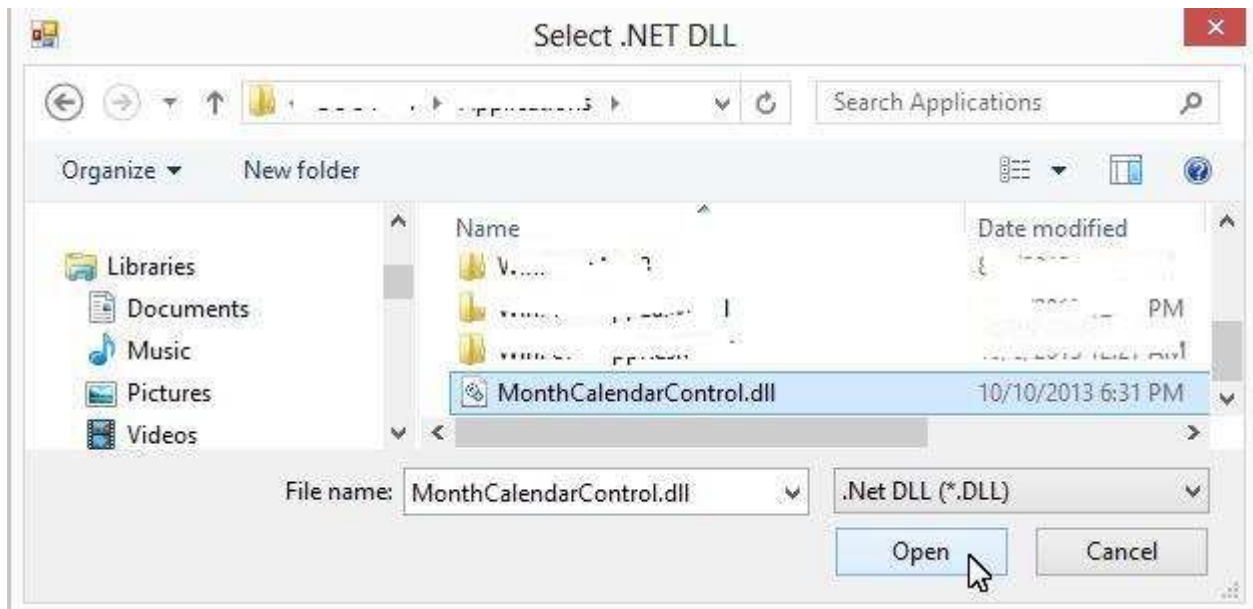 Select .NET DLL
Search Applications
Organize New folder
Name Date modified
Libraries
Documents PM
Music
Pictures MonthCalendarControl.dll 10/10/2013 6:31 PM
Videos
File name: MonthCalendarControl.dll .Net DLL (*.DLL)
Open Cancel